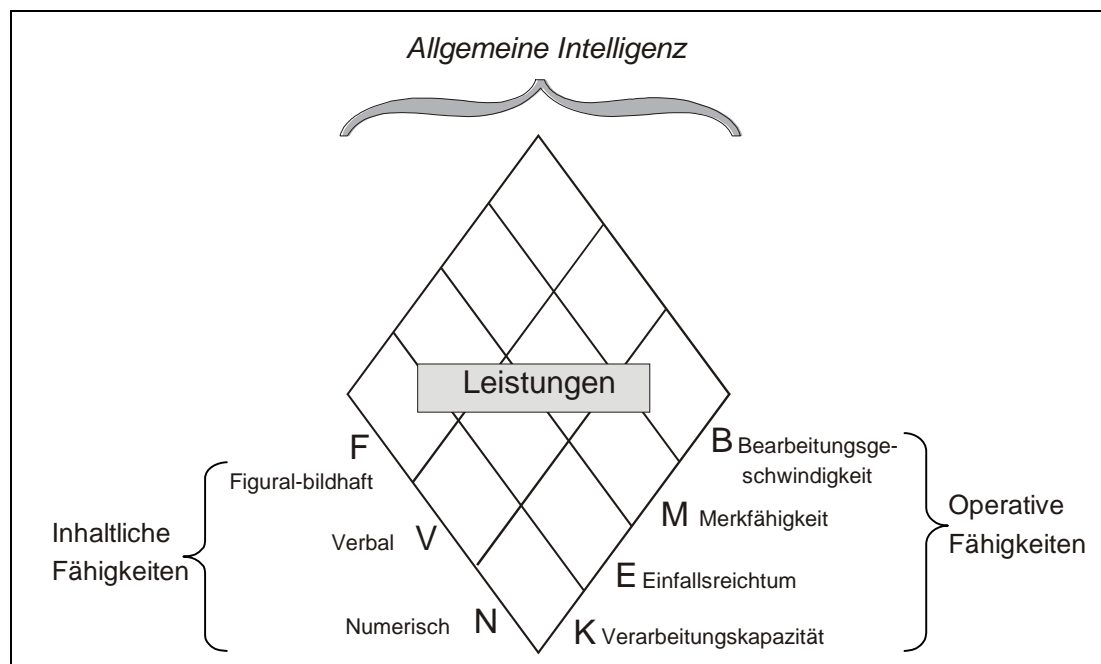 Allgemeine Intelligenz
Leistungen
F
Figural-bildhaft
Verbal V
Numerisch N
Inhaltliche
Fähigkeiten
B Bearbeitungsge-
schwindigkeit
M Merkfähigkeit
E Einfallsreichtum
K Verarbeitungskapazität
Operative
Fähigkeiten